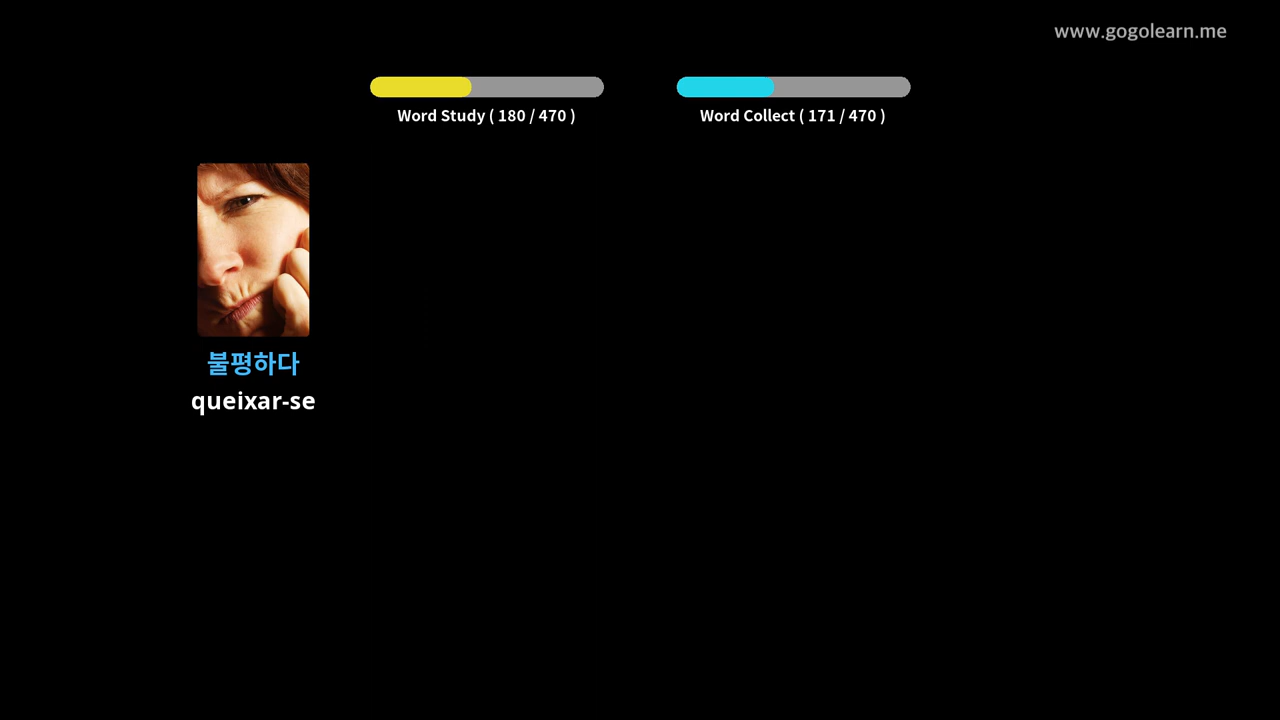 www.gogolearn.me
Word Study ( 180 / 470 )
Word Collect ( 171 / 470 )
불평하다
queixar-se